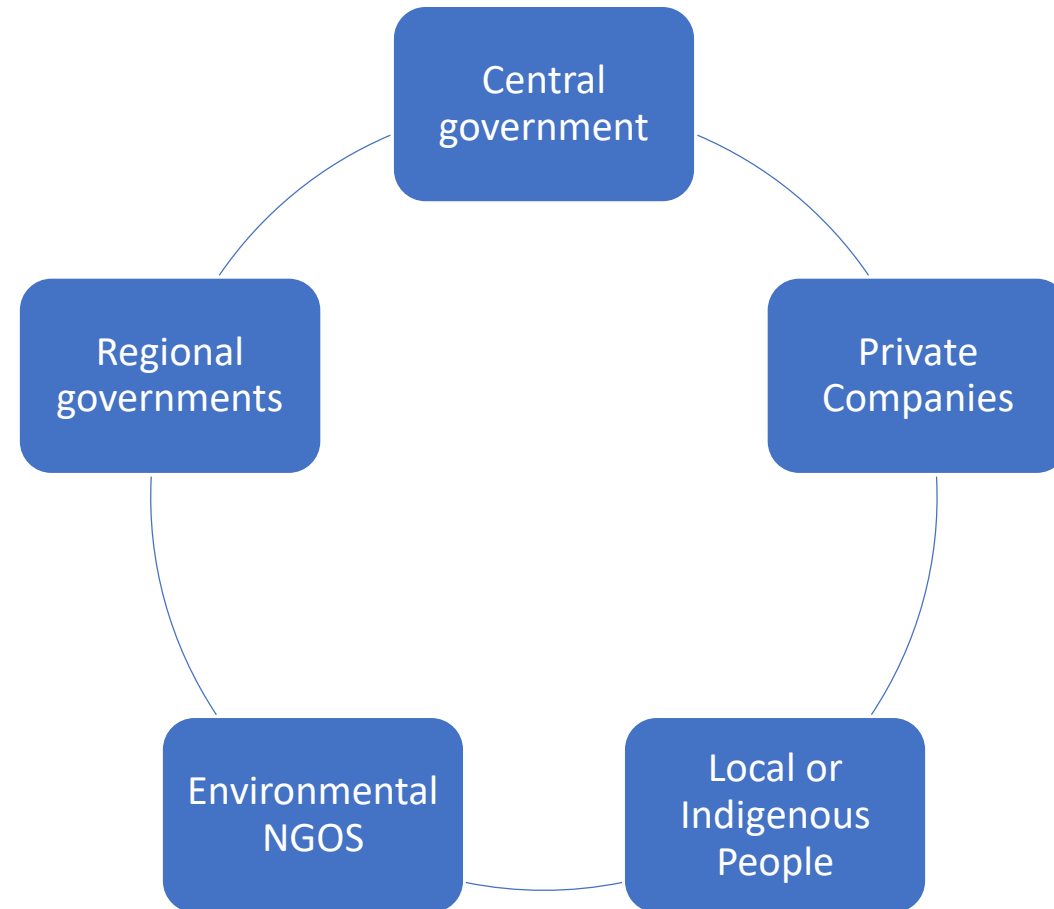 Central
government
Private
Companies
Local or
Indigenous
People
Environmental
NGOS
Regional
governments